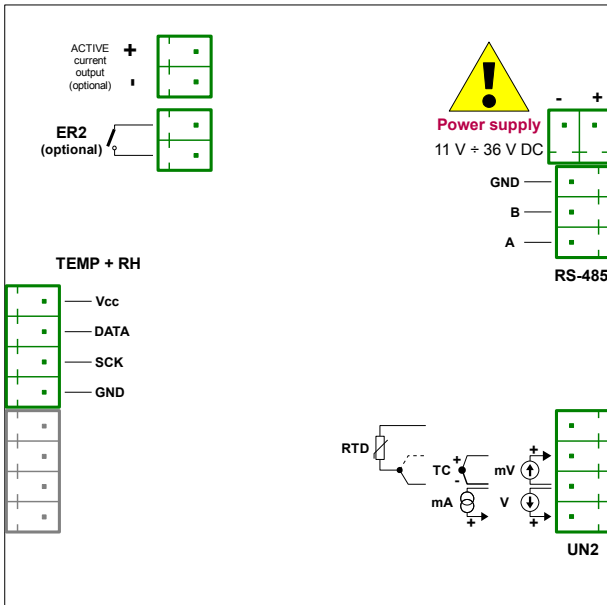 ACTIVE
current
output
(optional)
+
-
ER2
(optional)
- +
Power supply
11 V ÷ 36 V DC
GND
B
A
RS-485
TEMP + RH
Vcc
DATA
SCK
GND
RTD
TC
+
-
mV
+
mA
+
V
+
UN2